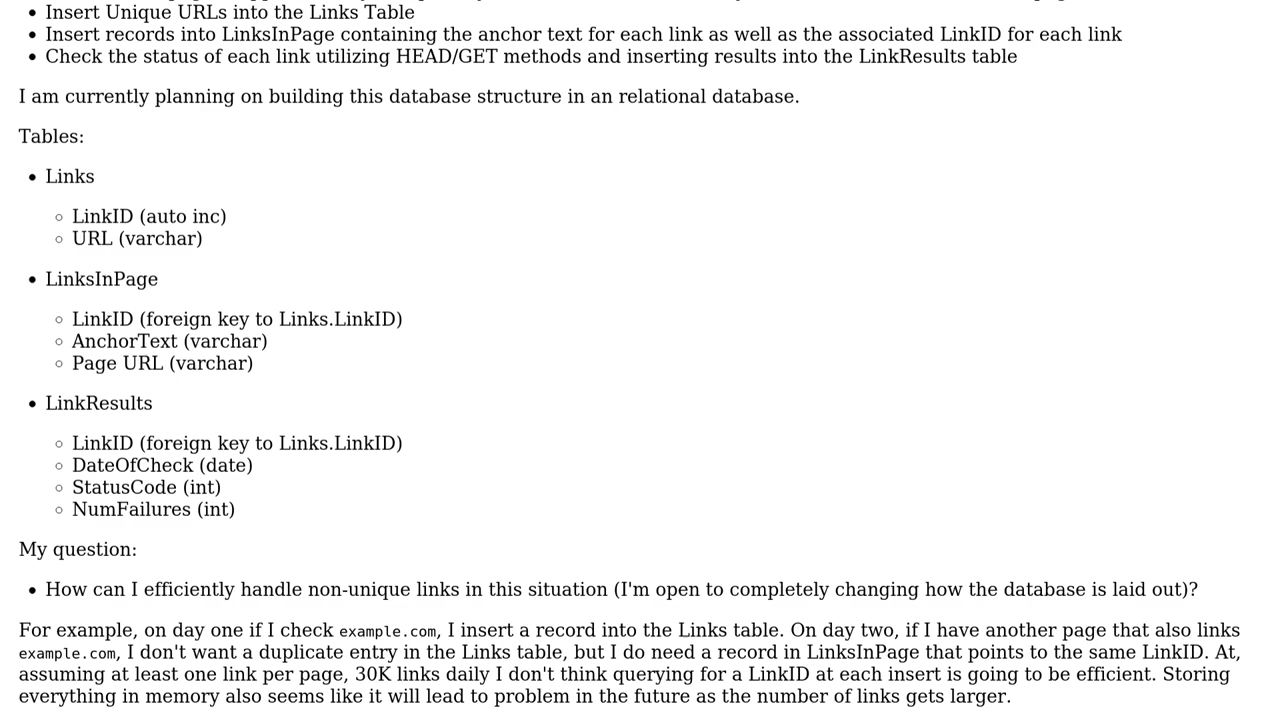 Insert Unique URLs into the Links Table
Insert records into LinksInPage containing the anchor text for each link as well as the associated LinkID for each link
Check the status of each link utilizing HEAD/GET methods and inserting results into the LinkResults table
I am currently planning on building this database structure in an relational database.
Tables:
Links
LinkID (auto inc)
URL (varchar)
LinksInPage
LinkID (foreign key to Links.LinkID)
AnchorText (varchar)
Page URL (varchar)
LinkResults
LinkID (foreign key to Links.LinkID)
DateOfCheck (date)
StatusCode (int)
NumFailures (int)
My question:
How can I efficiently handle non-unique links in this situation (I'm open to completely changing how the database is laid out)?
For example, on day one if I check example.com, I insert a record into the Links table. On day two, if I have another page that also links
example.com, I don't want a duplicate entry in the Links table, but I do need a record in LinksInPage that points to the same LinkID. At,
assuming at least one link per page, 30K links daily I don't think querying for a LinkID at each insert is going to be efficient. Storing
everything in memory also seems like it will lead to problem in the future as the number of links gets larger.